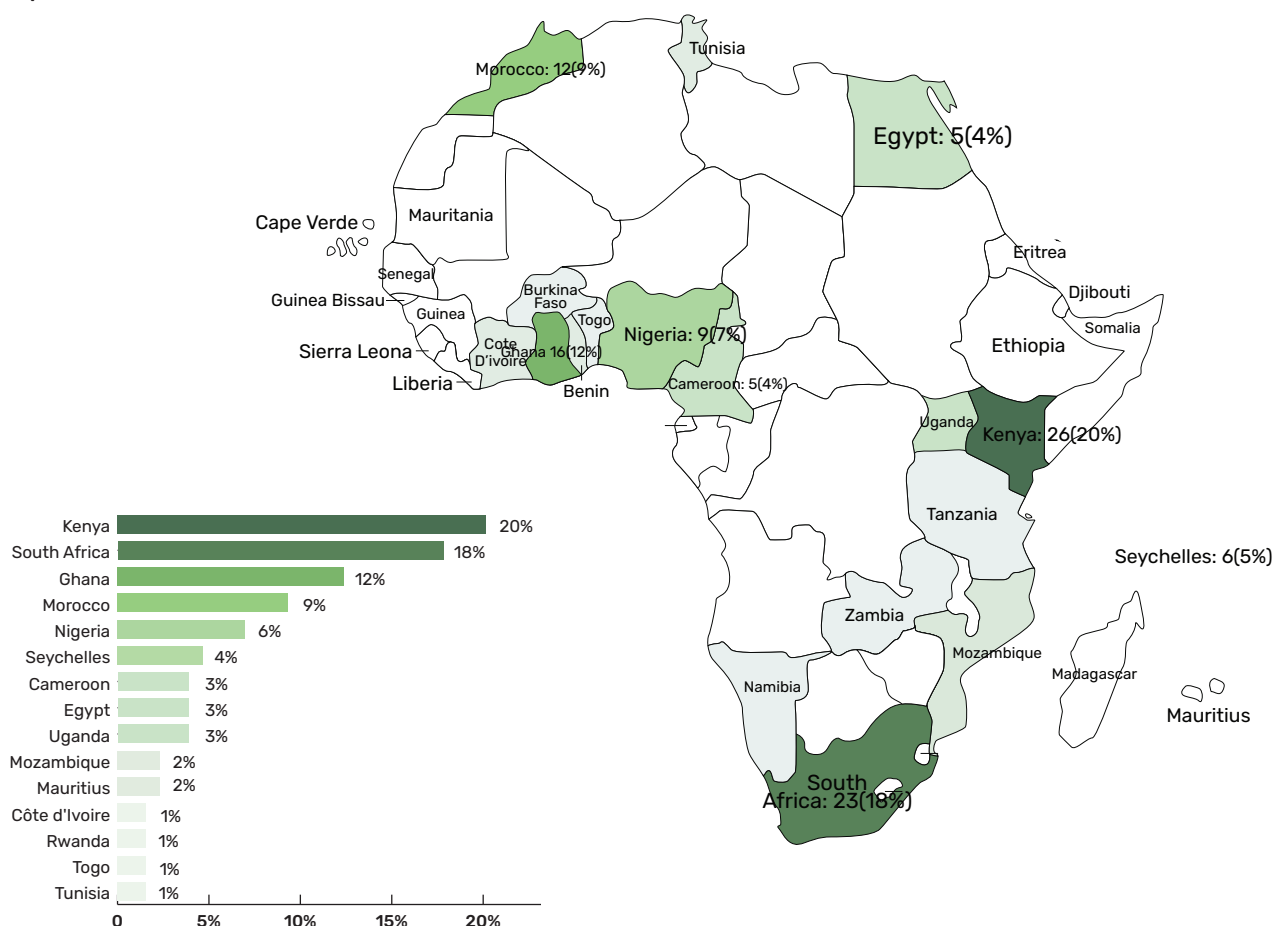 Tunisia
Morocco: 12(9%)
Egypt: 5(4%)
Mauritania
Cape Verde
Eritrea
Senegal
Djibouti
Burkina
Faso
Guinea Bissau
Guinea
Togo
Somalia
Nigeria: 9(7%)
Cote
D'ivoire
Ghana 16(12%)
Sierra Leona
Ethiopia
Liberia
Benin
Cameroon: 5(4%)
Uganda
Kenya: 26(20%)
Tanzania
Seychelles: 6(5%)
Zambia
Mozambique
Madagascar
Namibia
Mauritius
South
Africa: 23(18%)
Kenya 20%
South Africa 18%
Ghana 12%
Morocco 9%
Nigeria 6%
Seychelles 4%
Cameroon 3%
Egypt 3%
Uganda 3%
Mozambique 2%
Mauritius 2%
Côte d'Ivoire 1%
Rwanda 1%
Togo 1%
Tunisia 1%
0 5% 10% 15% 20%